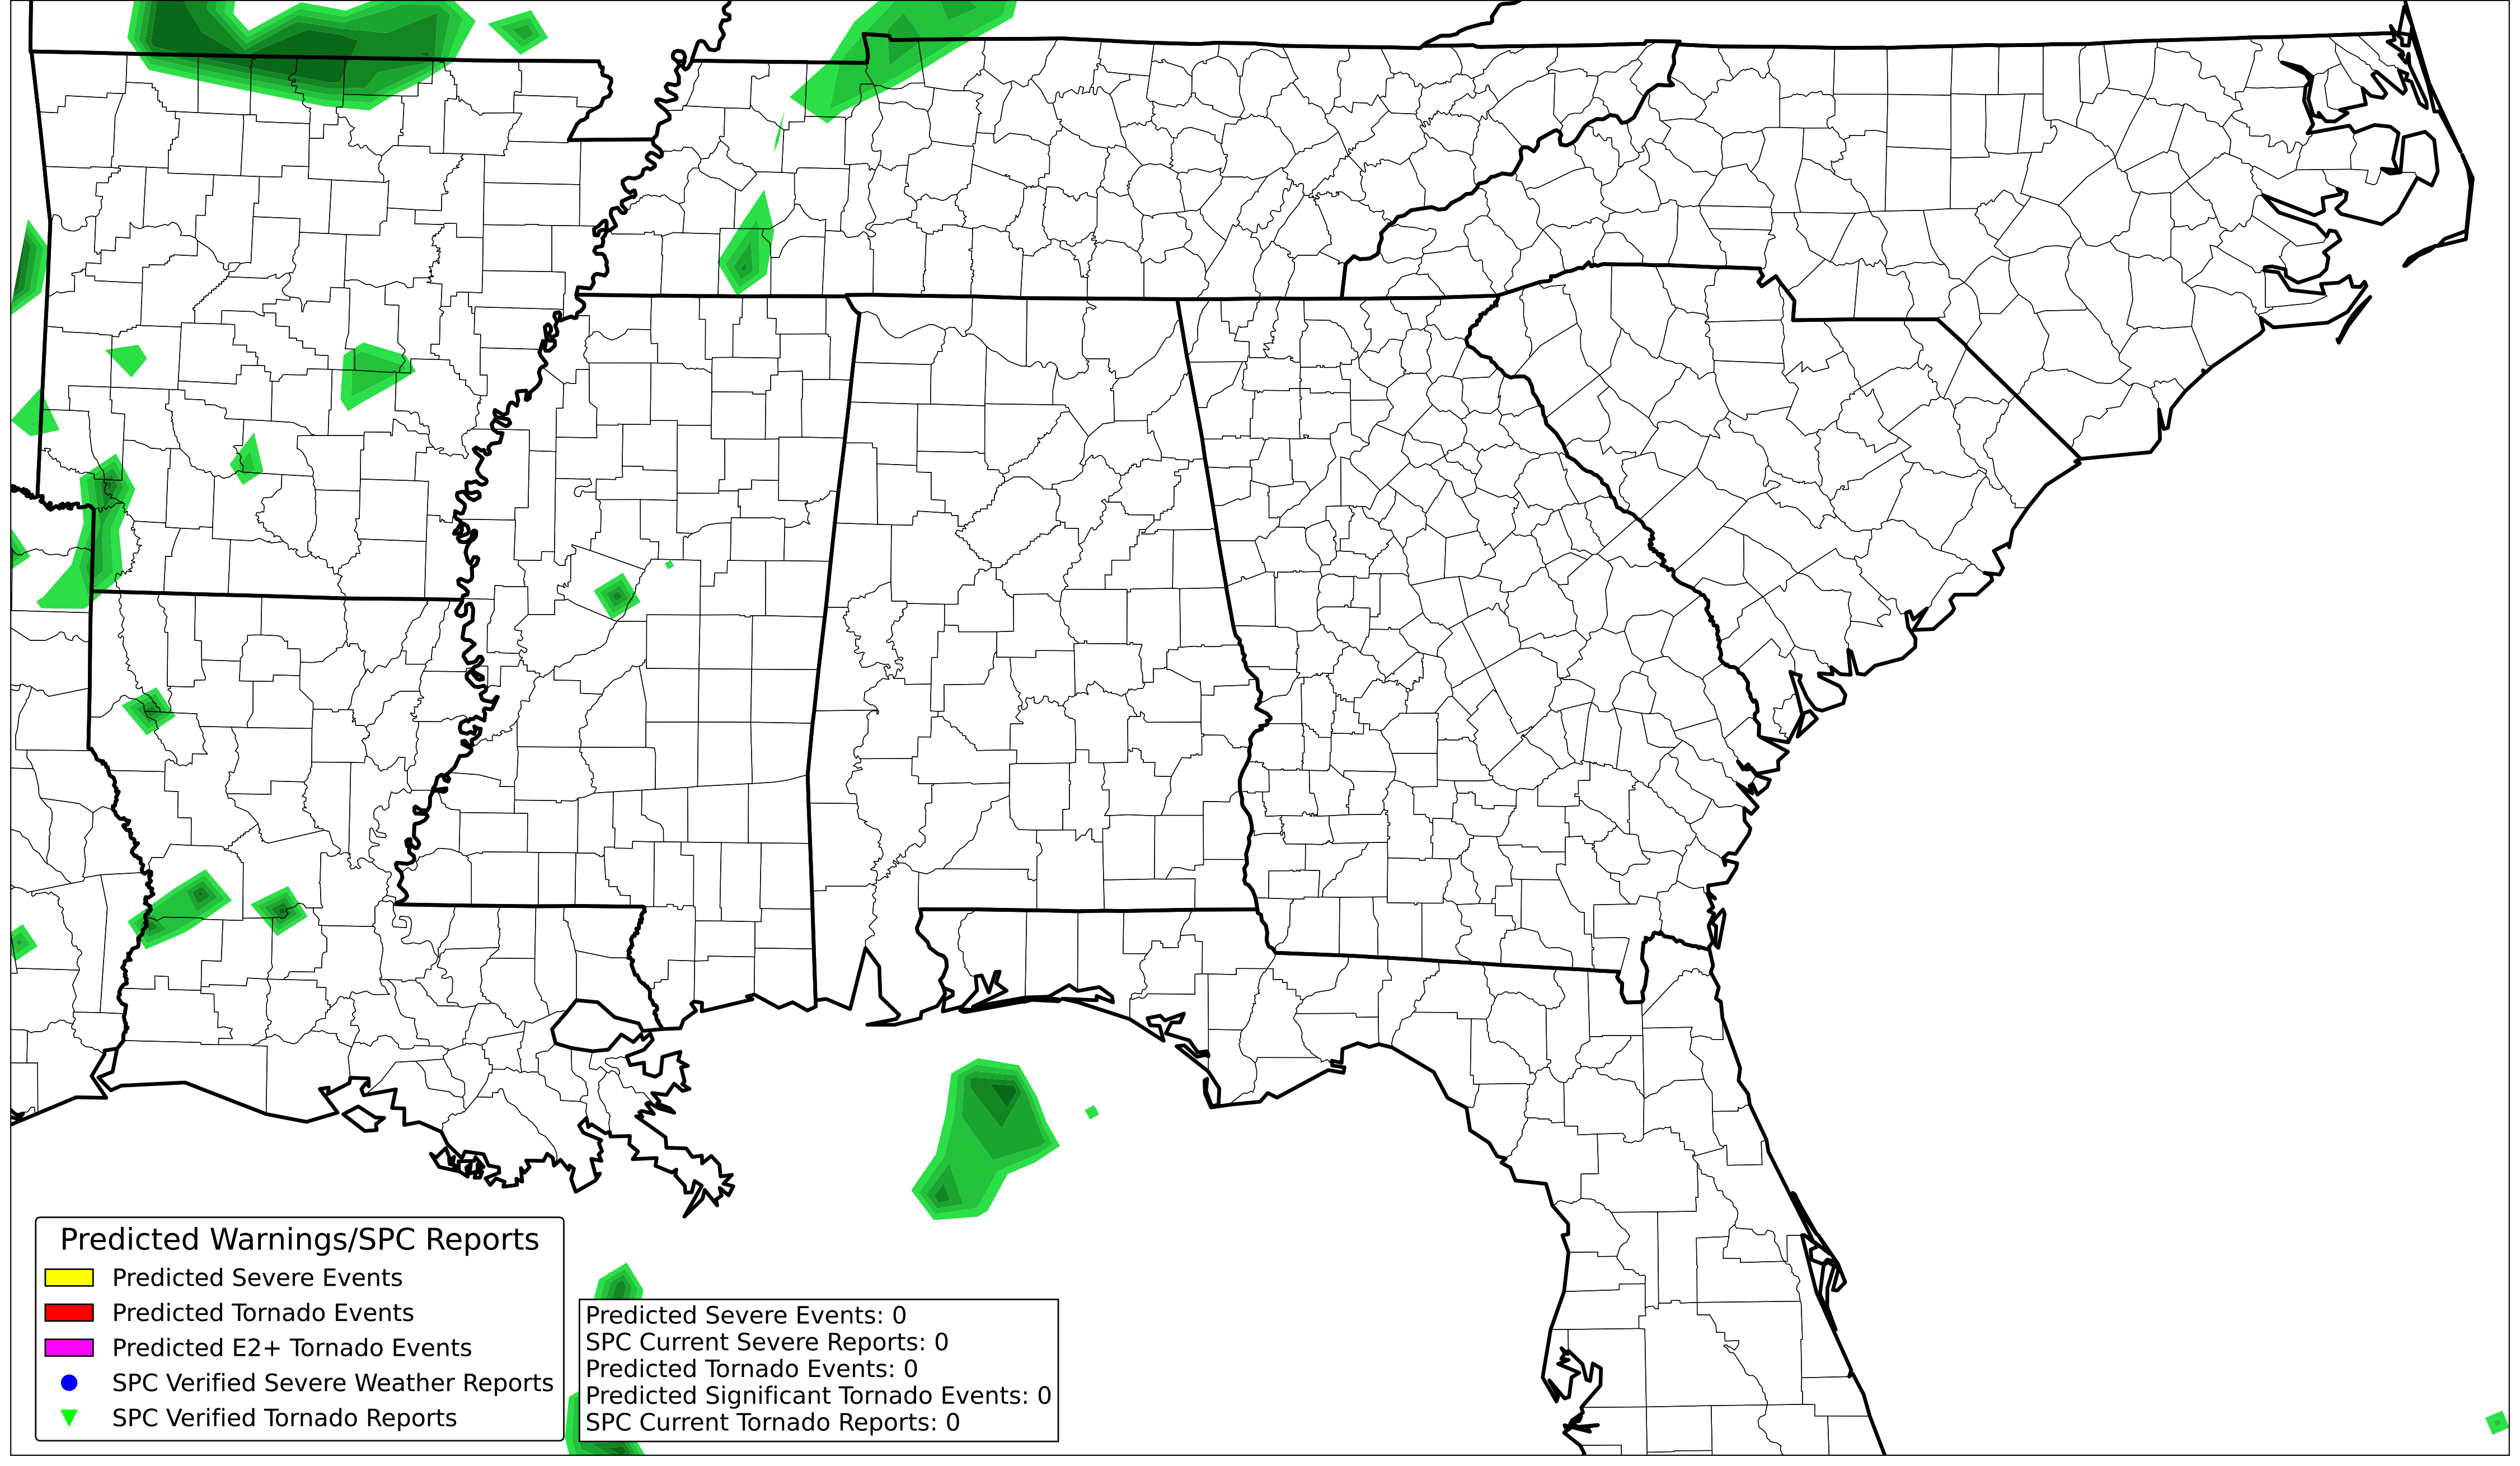 Predicted Warnings/SPC Reports
Predicted Severe Events
Predicted Tornado Events
Predicted E2+ Tornado Events
SPC Verified Severe Weather Reports
SPC Verified Tornado Reports
Predicted Severe Events: 0
SPC Current Severe Reports: 0
Predicted Tornado Events: 0
Predicted Significant Tornado Events: 0
SPC Current Tornado Reports: 0